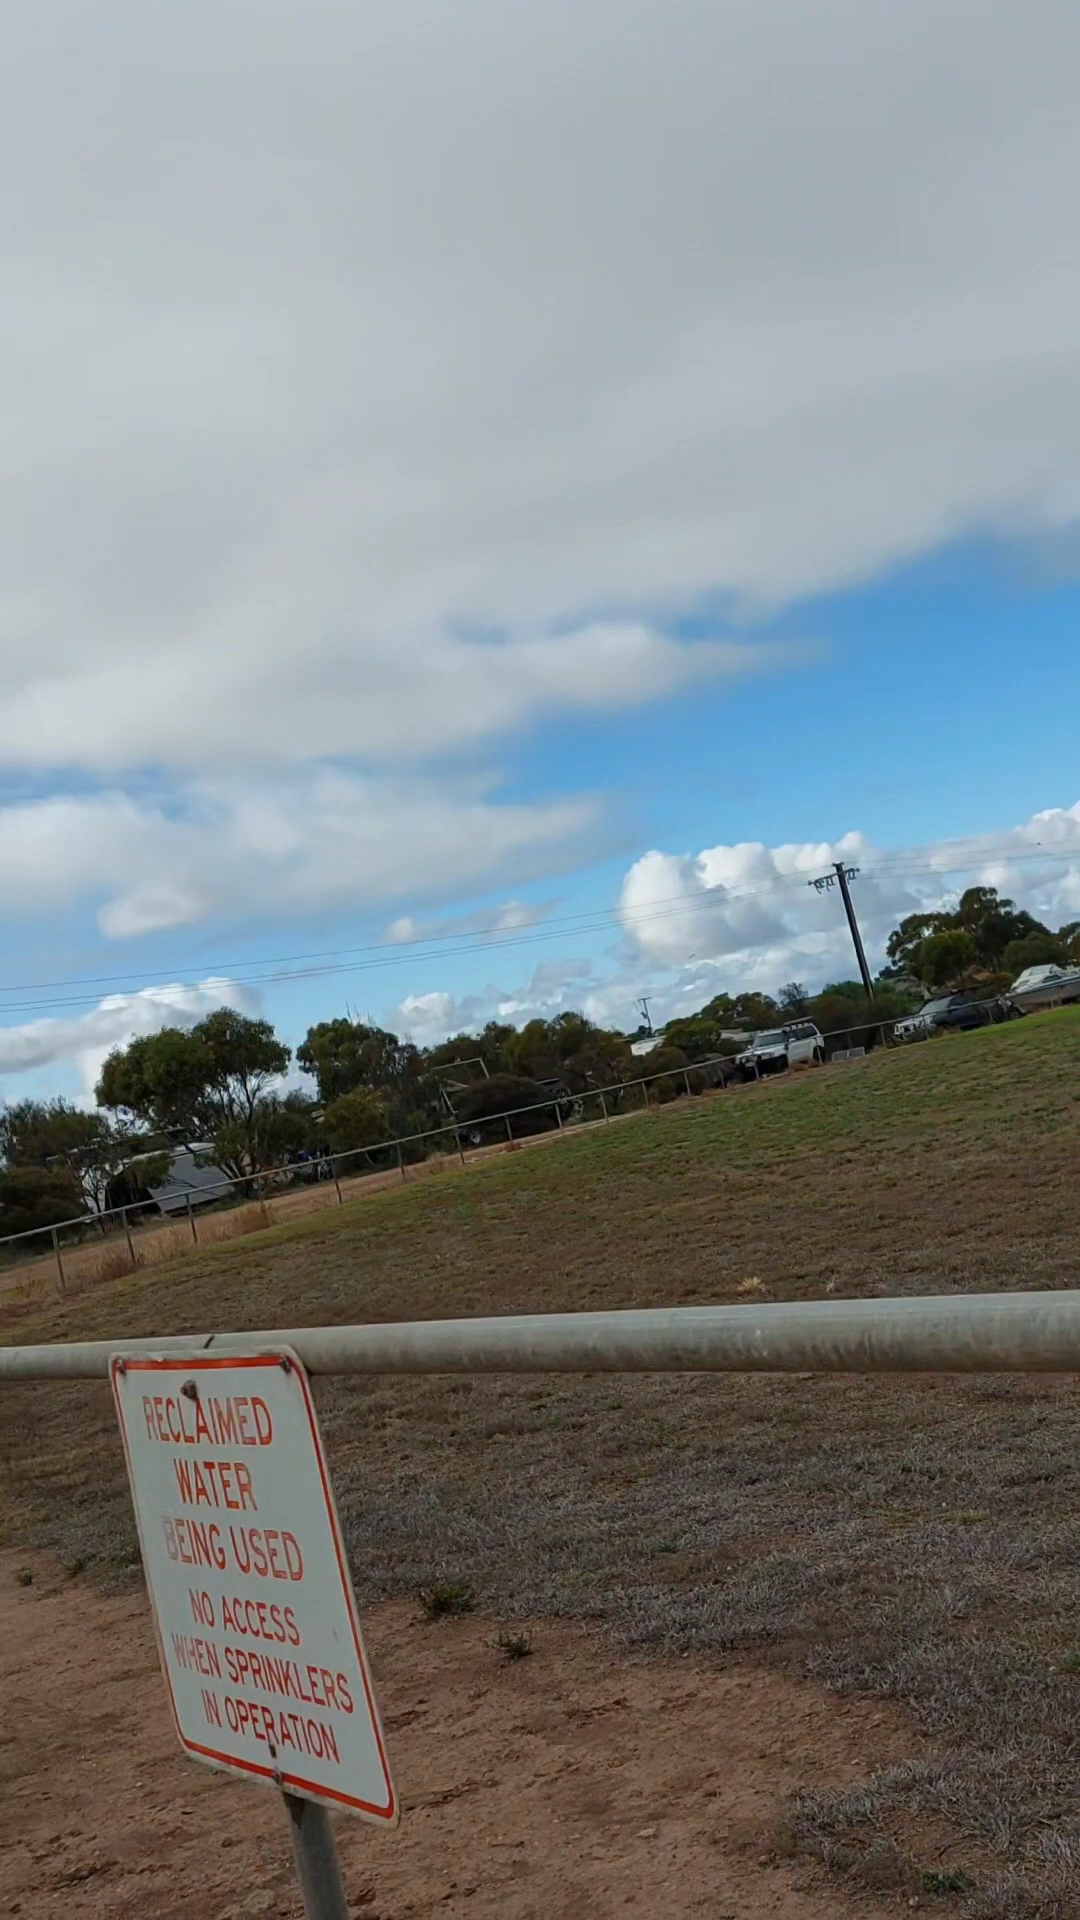 RECLAIMED
WATER
BEING USED
NO ACCESS
WHEN SPRINKLERS
IN OPERATION